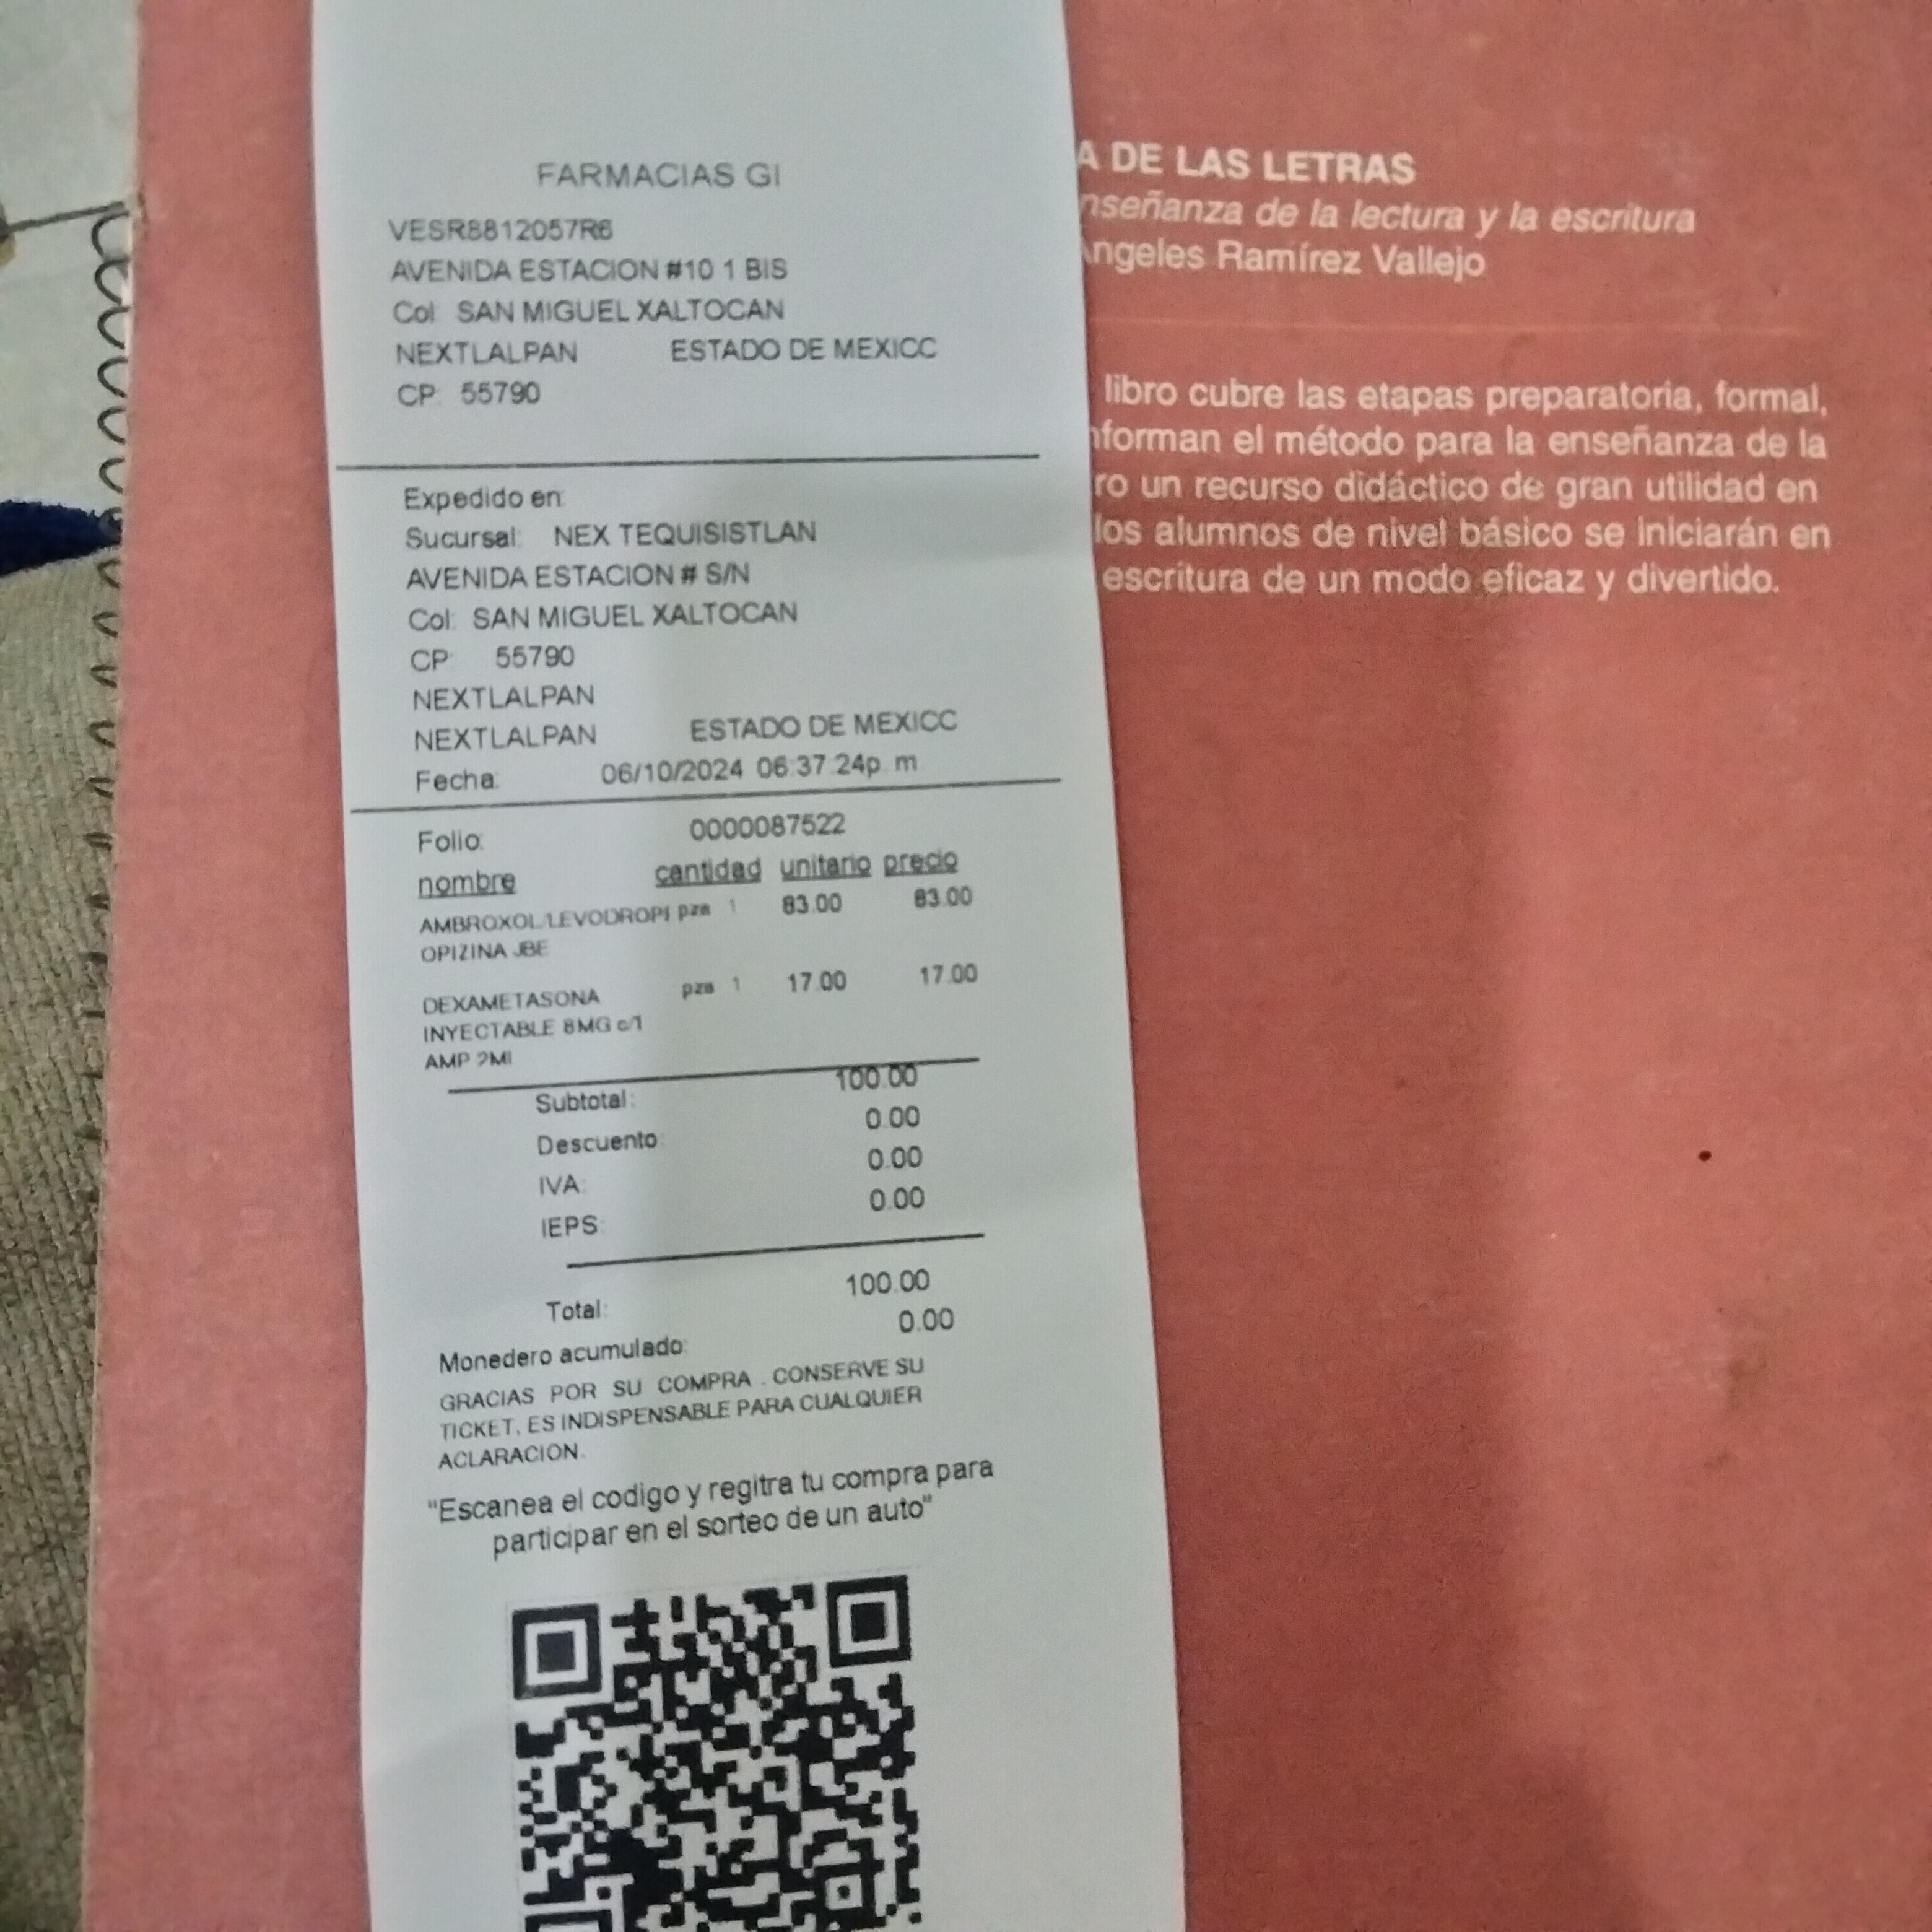 FARMACIAS GI
VESR8812057R6
AVENIDA ESTACION #10 1 BIS
Col: SAN MIGUEL XALTOCAN
NEXTLALPAN ESTADO DE MEXICC
CP: 55790
Expedido en:
Sucursal: NEX TEQUISISTLAN
AVENIDA ESTACION # S/N
Col: SAN MIGUEL XALTOCAN
CP: 55790
NEXTLALPAN
NEXTLALPAN ESTADO DE MEXICC
Fecha: 06/10/2024 06:37:24p. m.
Folio: 0000087522
nombre cantidad unitario precio
AMBROXOL/LEVODROPI pza 1 83.00 83.00
OPIZINA JBE
DEXAMETASONA pza 1 17.00 17.00
INYECTABLE 8MG c/1
AMP 2Ml
Subtotal: 100.00
Descuento: 0.00
IVA: 0.00
IEPS: 0.00
Total: 100.00
Monedero acumulado: 0.00
GRACIAS POR SU COMPRA . CONSERVE SU
TICKET, ES INDISPENSABLE PARA CUALQUIER
ACLARACION.
"Escanea el codigo y regitra tu compra para
participar en el sorteo de un auto"
A DE LAS LETRAS
nseñanza de la lectura y la escritura
Angeles Ramírez Vallejo
libro cubre las etapas preparatoria, formal,
nforman el método para la enseñanza de la
ro un recurso didáctico de gran utilidad en
los alumnos de nivel básico se iniciarán en
escritura de un modo eficaz y divertido.